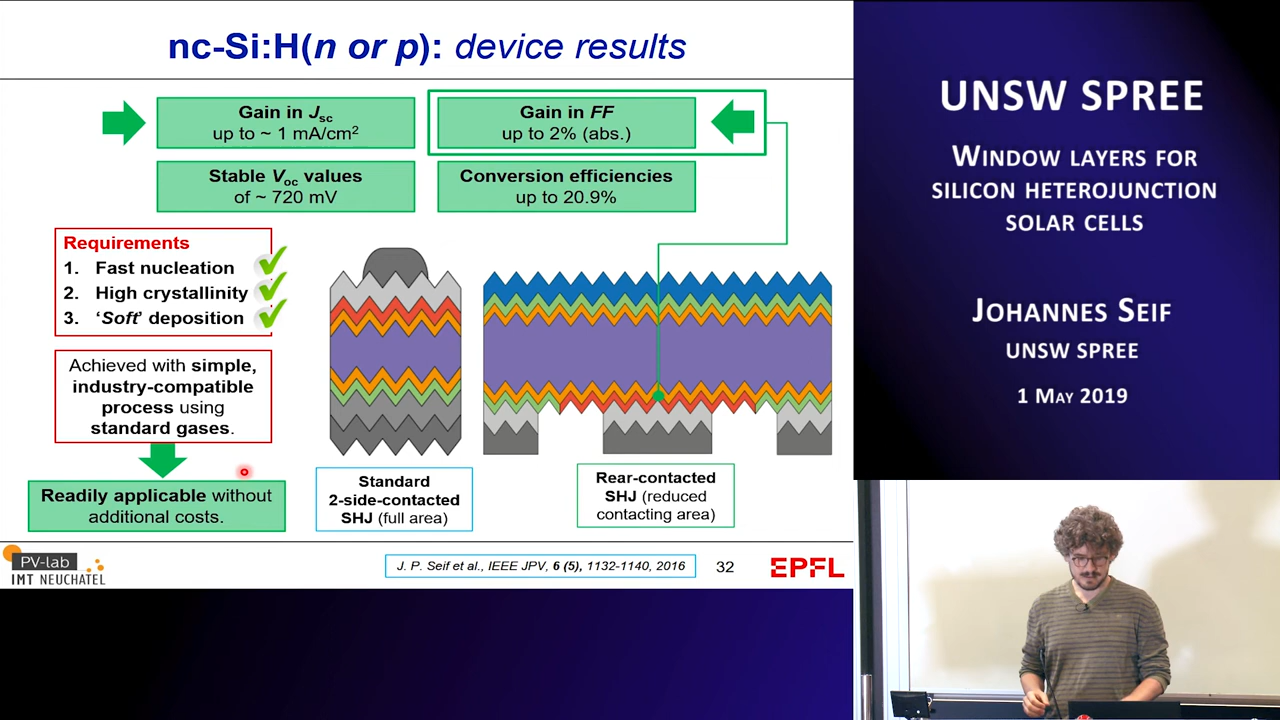 nc-Si:H(n or p): device results
Gain in Jsc
up to ~ 1 mA/cm²
Gain in FF
up to 2% (abs.)
Stable Voc values
of ~ 720 mV
Conversion efficiencies
up to 20.9%
Requirements
1. Fast nucleation
2. High crystallinity
3. ‘Soft’ deposition
Achieved with simple,
industry-compatible
process using
standard gases.
Readily applicable without
additional costs.
Standard
2-side-contacted
SHJ (full area)
Rear-contacted
SHJ (reduced
contacting area)
PV-lab
IMT NEUCHATEL
J. P. Seif et al., IEEE JPV, 6 (5), 1132-1140, 2016
32
EPFL
UNSW SPREE
WINDOW LAYERS FOR
SILICON HETEROJUNCTION
SOLAR CELLS
JOHANNES SEIF
UNSW SPREE
1 MAY 2019